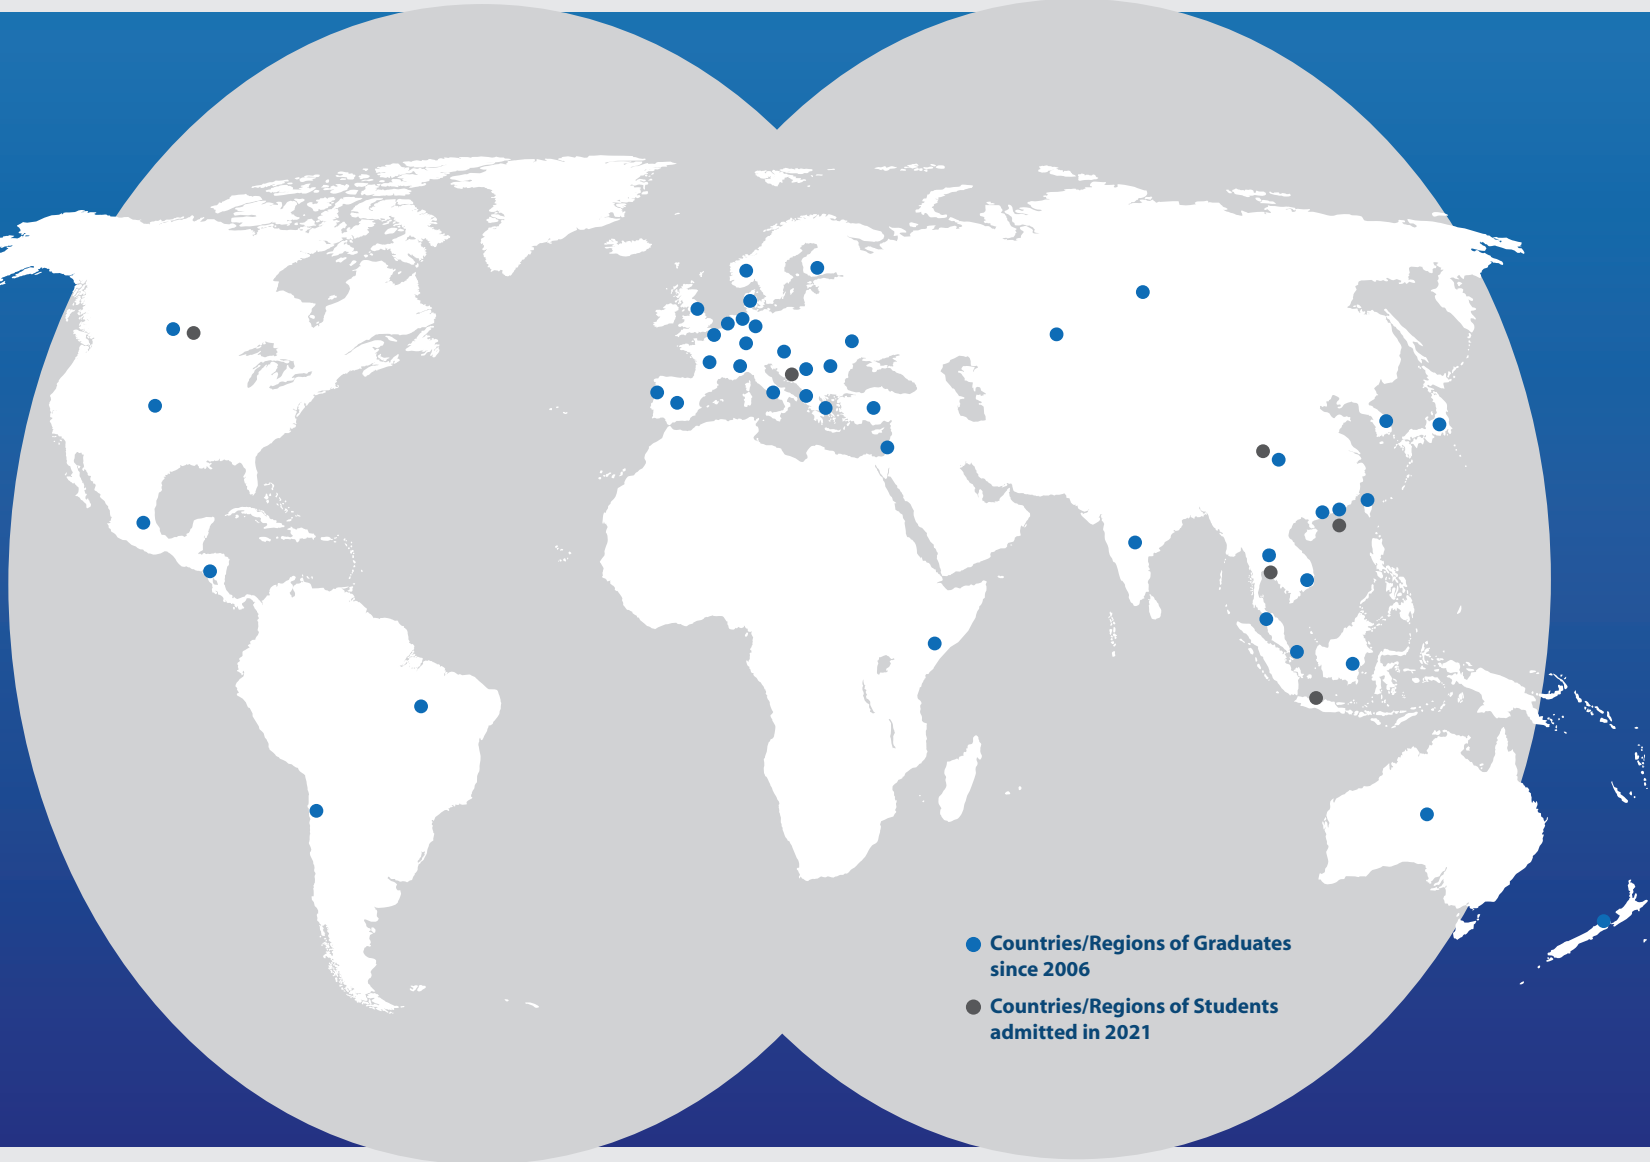 Countries/Regions of Graduates
since 2006
Countries/Regions of Students
admitted in 2021